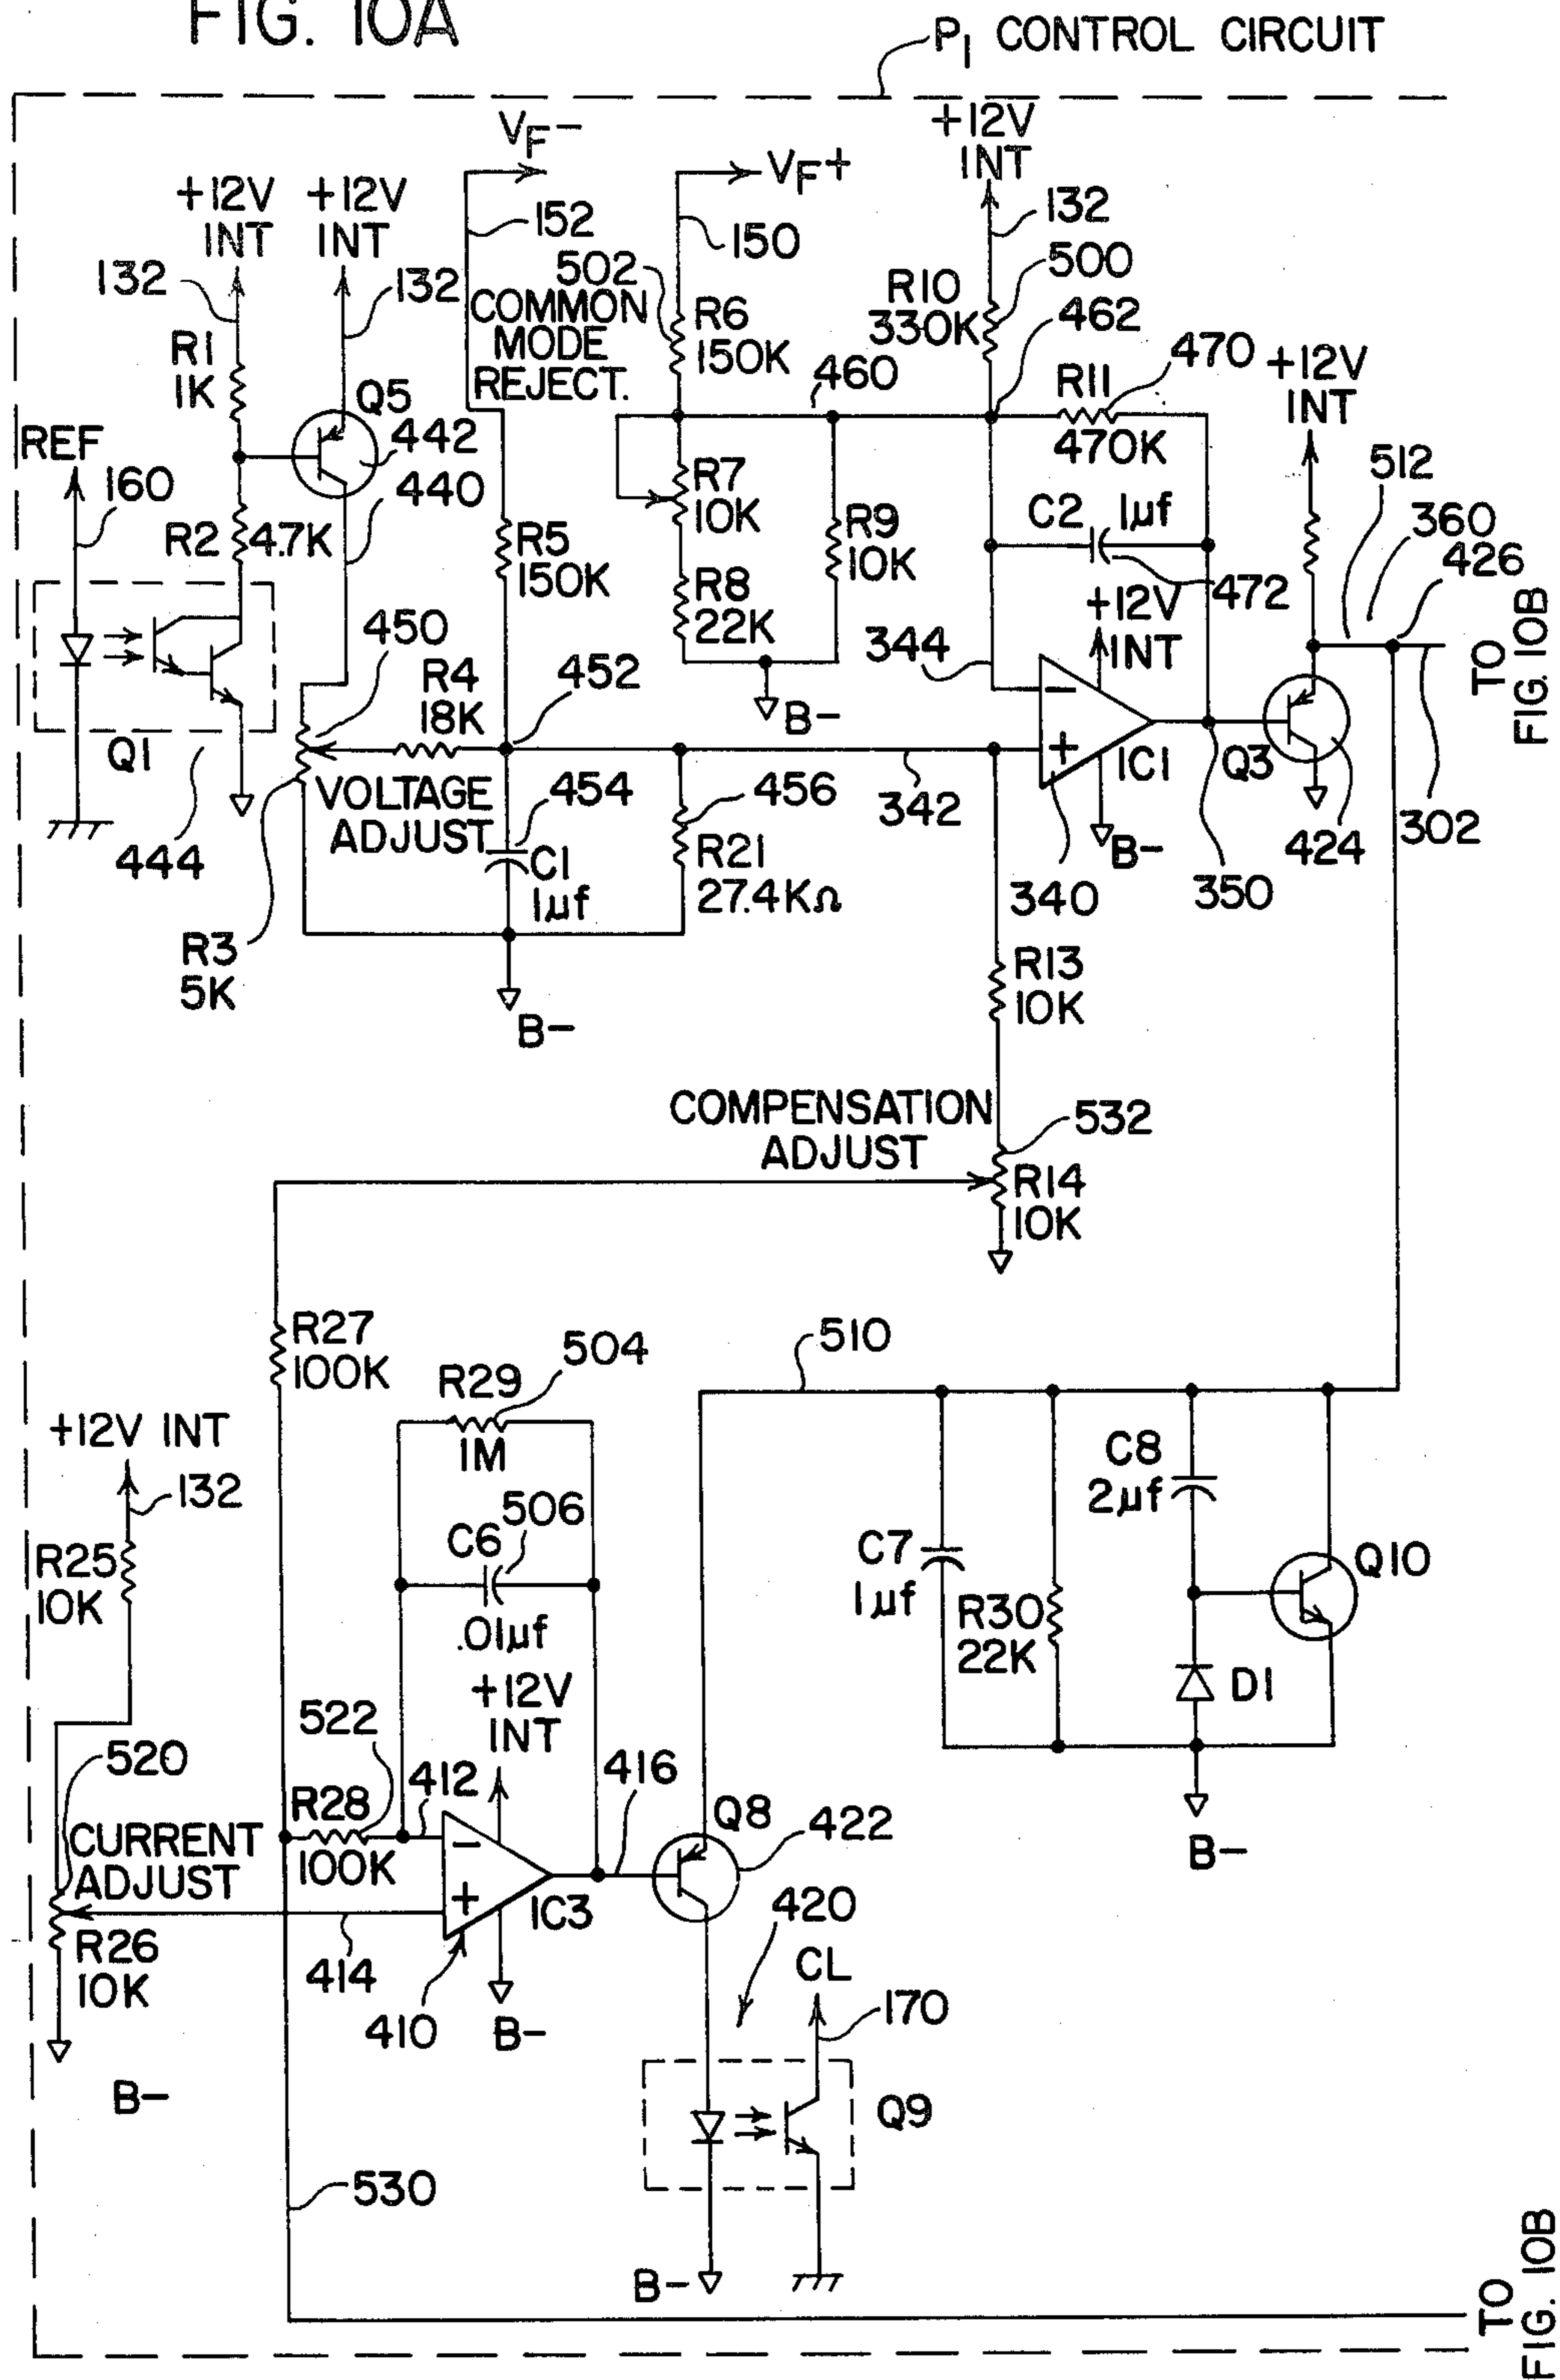 FIG. 10A
P1 CONTROL CIRCUIT
VF-
+12V
INT
VF+
+12V
INT
+12V
INT
152
132
150
502
500
132
132
COMMON
MODE
REJECT.
R6
150K
R10
330K
462
R1
1K
460
R11
470
470K
+12V
INT
Q5
442
REF
440
512
160
R7
10K
C2
1µf
360
R2
4.7K
R5
150K
R9
10K
426
472
R8
22K
+12V
INT
450
R4
18K
452
344
TO
FIG. 10B
B-
Q1
+
-
IC1
Q3
VOLTAGE
ADJUST
454
456
342
302
444
C1
1µf
R21
27.4KΩ
B-
424
340
350
R3
5K
R13
10K
B-
COMPENSATION
ADJUST
532
R14
10K
R27
100K
510
R29
504
1M
+12V INT
132
C8
2µf
C6
506
.01µf
R25
10K
C7
1µf
R30
22K
Q10
+12V
INT
D1
522
520
412
416
R28
100K
Q8
422
B-
CURRENT
ADJUST
-
+
IC3
420
R26
10K
414
CL
410
B-
170
B-
Q9
530
B-
TO
FIG. 10B